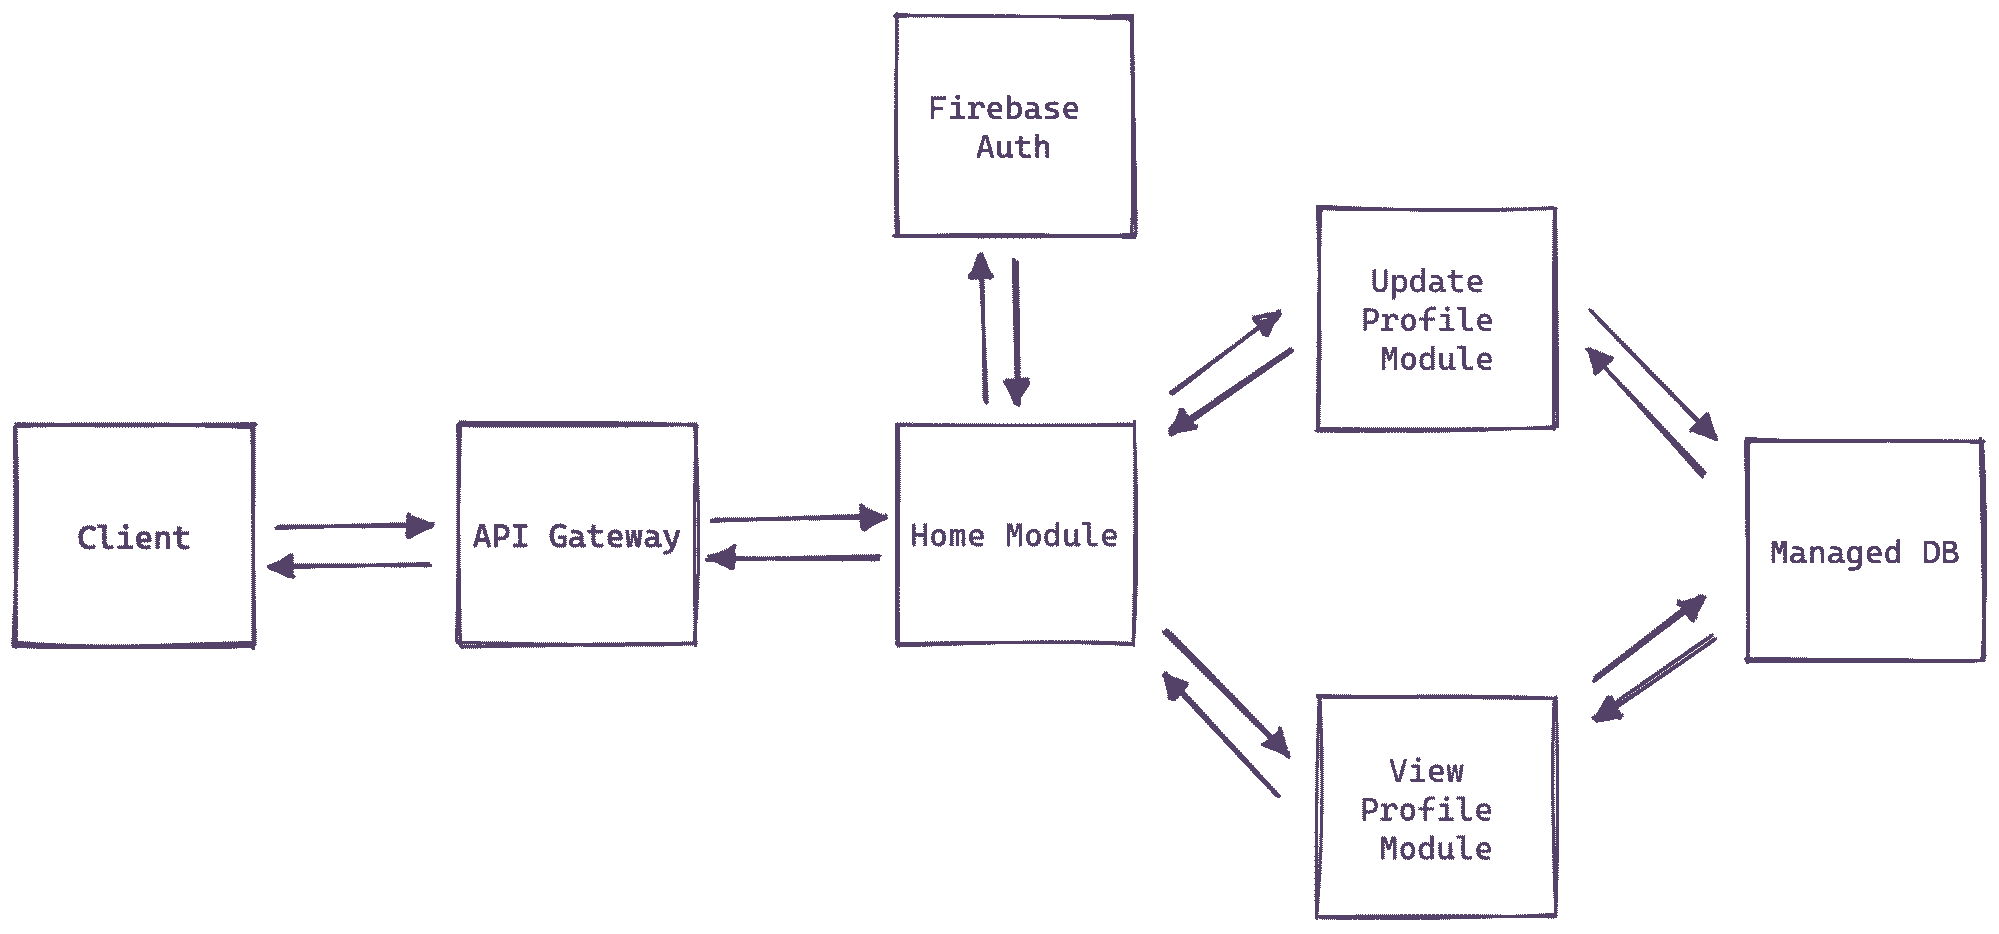 Firebase
Auth
Update
Profile
Module
Client
API Gateway
Home Module
Managed DB
View
Profile
Module